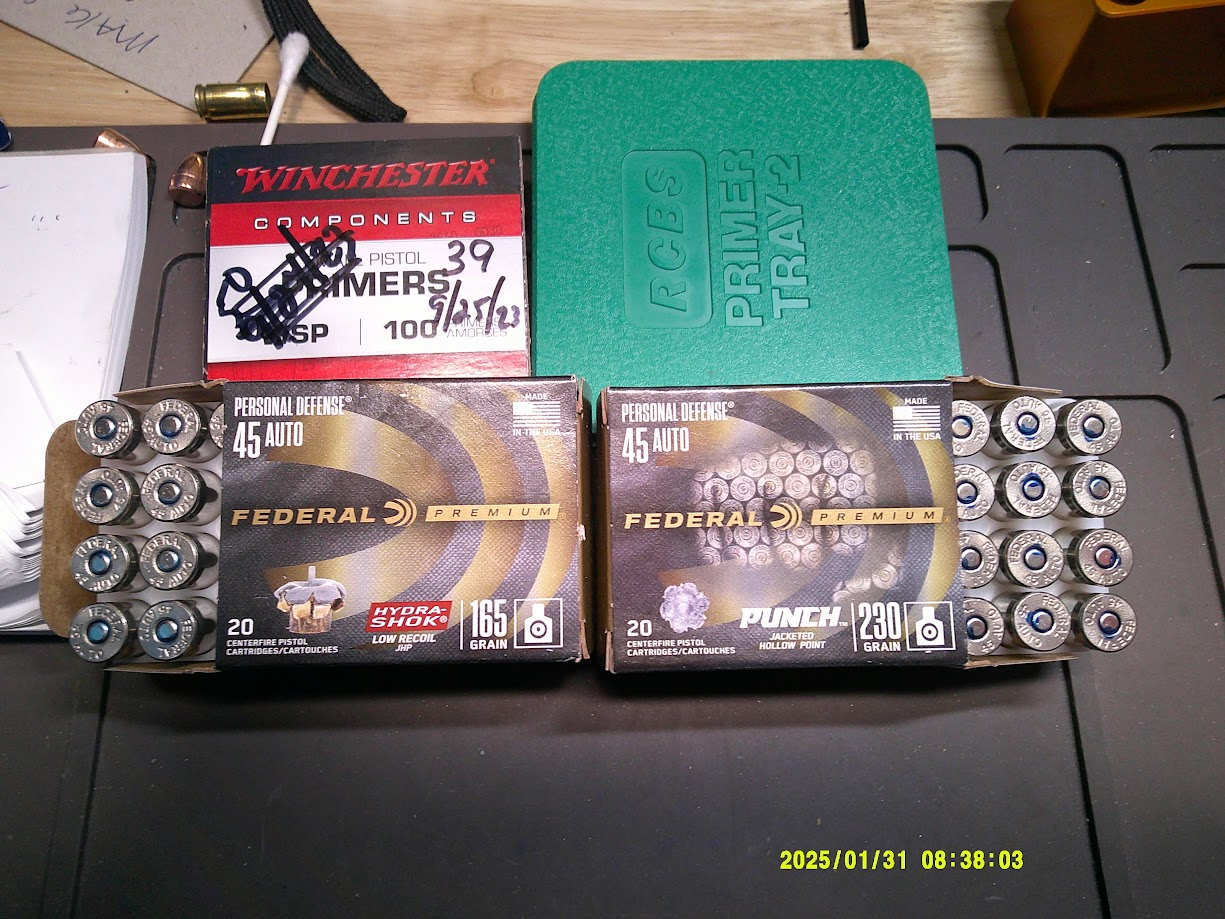 WINCHESTER
COMPONENTS
PISTOL 39
PRIMERS 9/25/23
SP 100
RCBS
PRIMER
TRAY-2
PERSONAL DEFENSE®
45 AUTO
MADE
IN THE USA
FEDERAL PREMIUM®
HYDRA-
SHOK®
LOW RECOIL
JHP
165
GRAIN
20
CENTERFIRE PISTOL
CARTRIDGES/CARTOUCHES
PERSONAL DEFENSE®
45 AUTO
MADE
IN THE USA
FEDERAL PREMIUM®
PUNCH™
JACKETED
HOLLOW POINT
230
GRAIN
20
CENTERFIRE PISTOL
CARTRIDGES/CARTOUCHES
2025/01/31 08:38:03